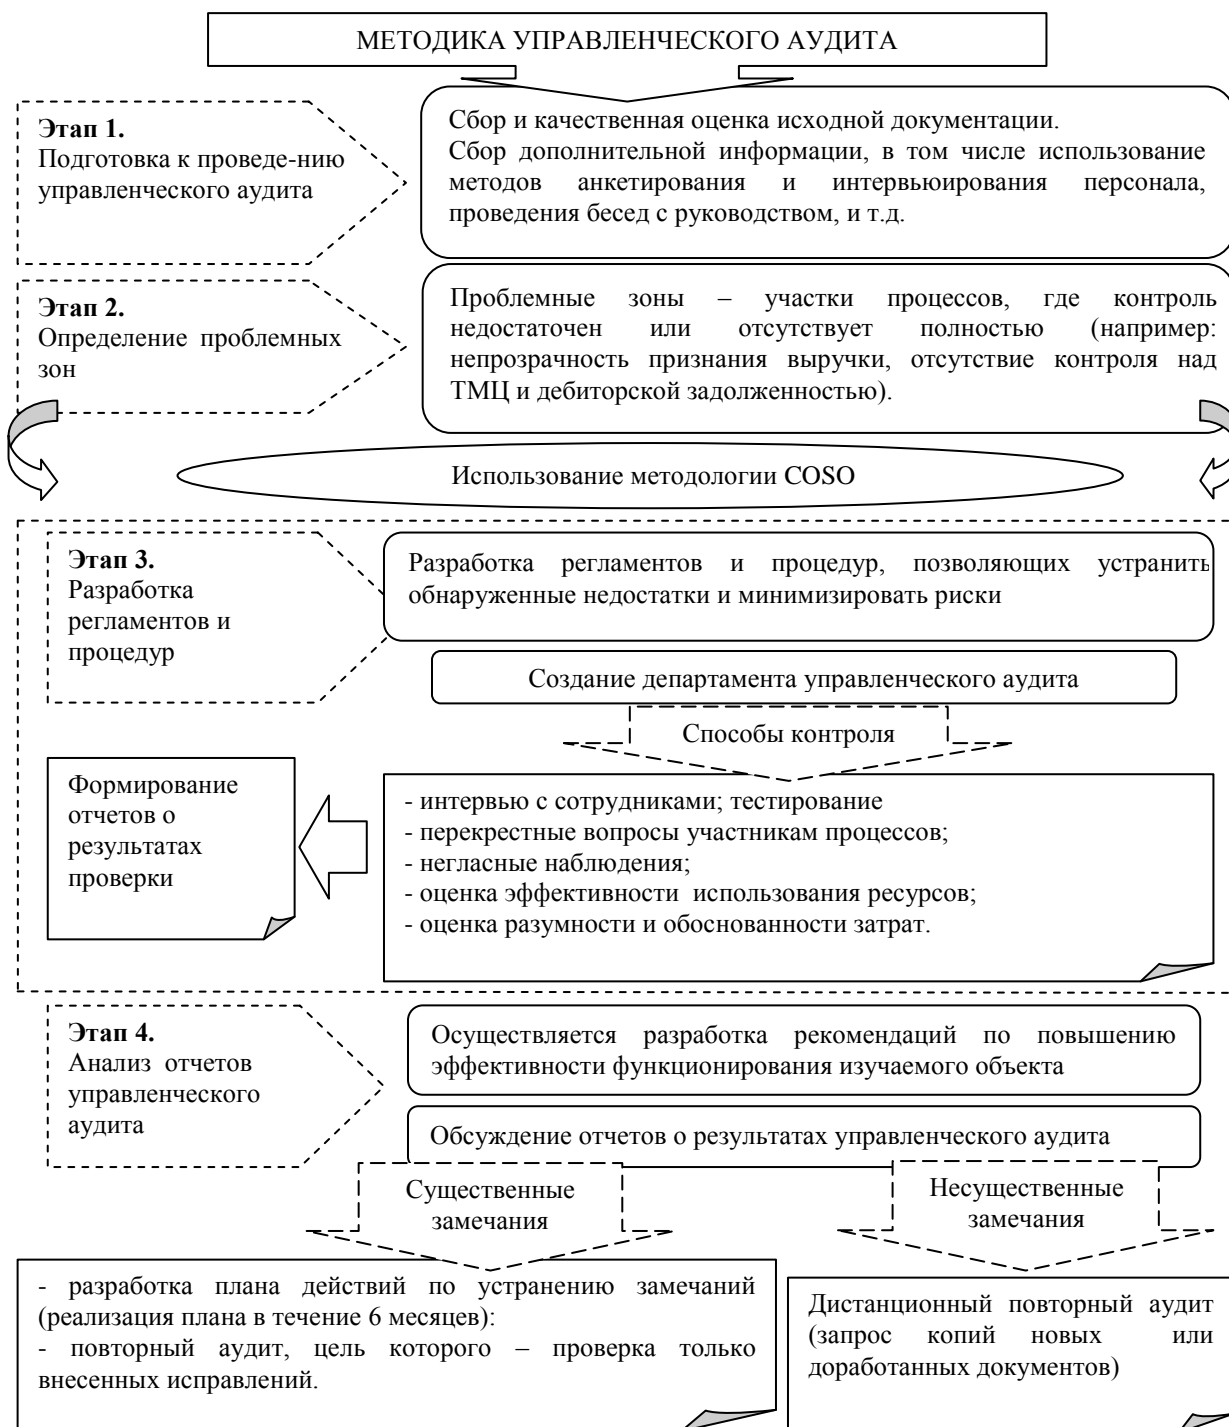 МЕТОДИКА УПРАВЛЕНЧЕСКОГО АУДИТА
Этап 1.
Подготовка к проведе-нию
управленческого аудита
Сбор и качественная оценка исходной документации.
Сбор дополнительной информации, в том числе использование
методов анкетирования и интервьюирования персонала,
проведения бесед с руководством, и т.д.
Этап 2.
Определение проблемных
зон
Проблемные зоны – участки процессов, где контроль
недостаточен или отсутствует полностью (например:
непрозрачность признания выручки, отсутствие контроля над
ТМЦ и дебиторской задолженностью).
Использование методологии COSO
Этап 3.
Разработка
регламентов и
процедур
Разработка регламентов и процедур, позволяющих устранить
обнаруженные недостатки и минимизировать риски
Создание департамента управленческого аудита
Способы контроля
Формирование
отчетов о
результатах
проверки
- интервью с сотрудниками; тестирование
- перекрестные вопросы участникам процессов;
- негласные наблюдения;
- оценка эффективности использования ресурсов;
- оценка разумности и обоснованности затрат.
Этап 4.
Анализ отчетов
управленческого
аудита
Осуществляется разработка рекомендаций по повышению
эффективности функционирования изучаемого объекта
Обсуждение отчетов о результатах управленческого аудита
Существенные
замечания
Несущественные
замечания
- разработка плана действий по устранению замечаний
(реализация плана в течение 6 месяцев):
- повторный аудит, цель которого – проверка только
внесенных исправлений.
Дистанционный повторный аудит
(запрос копий новых или
доработанных документов)